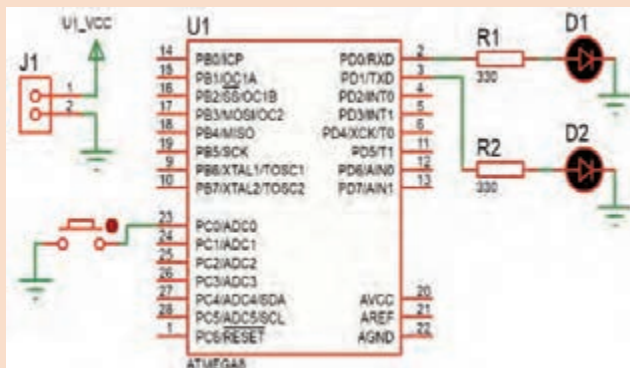 U1
U1_VCC
J1
1
2
14 PB0/ICP
15 PB1/OC1A
16 PB2/SS/OC1B
17 PB3/MOSI/OC2
18 PB4/MISO
19 PB5/SCK
9 PB6/XTAL1/TOSC1
10 PB7/XTAL2/TOSC2
23 PC0/ADC0
24 PC1/ADC1
25 PC2/ADC2
26 PC3/ADC3
27 PC4/ADC4/SDA
28 PC5/ADC5/SCL
1 PC6/RESET
PD0/RXD 2
PD1/TXD 3
PD2/INT0 4
PD3/INT1 5
PD4/XCK/T0 6
PD5/T1 11
PD6/AIN0 12
PD7/AIN1 13
AVCC 20
AREF 21
AGND 22
ATMEGA8
R1
330
D1
R2
330
D2